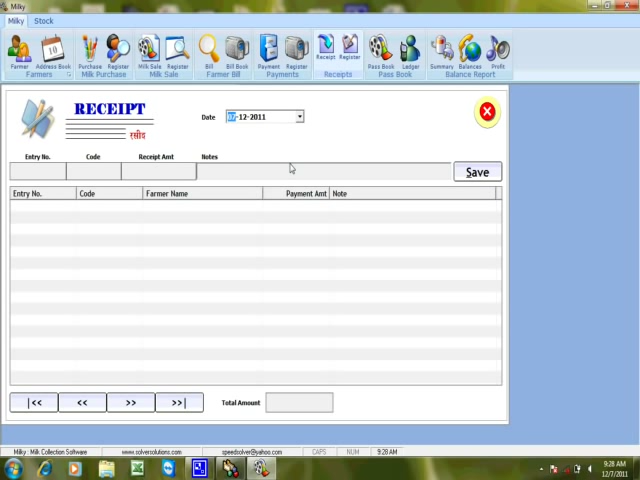 Milky
Milky Stock
Farmer Address Book Purchase Register Milk Sale Register Bill Bill Book Payment Register Receipt Register Pass Book Ledger Summary Balances Profit
Farmers Milk Purchase Milk Sale Farmer Bill Payments Receipts Pass Book Balance Report
RECEIPT
रसीद
Date 07-12-2011
Entry No. Code Receipt Amt Notes
Save
Entry No. Code Farmer Name Payment Amt Note
|<< << >> >>| Total Amount
Milky : Milk Collection Software www.solversolutions.com speedsolver@yahoo.com CAPS NUM 9:28 AM
9:28 AM
12/7/2011